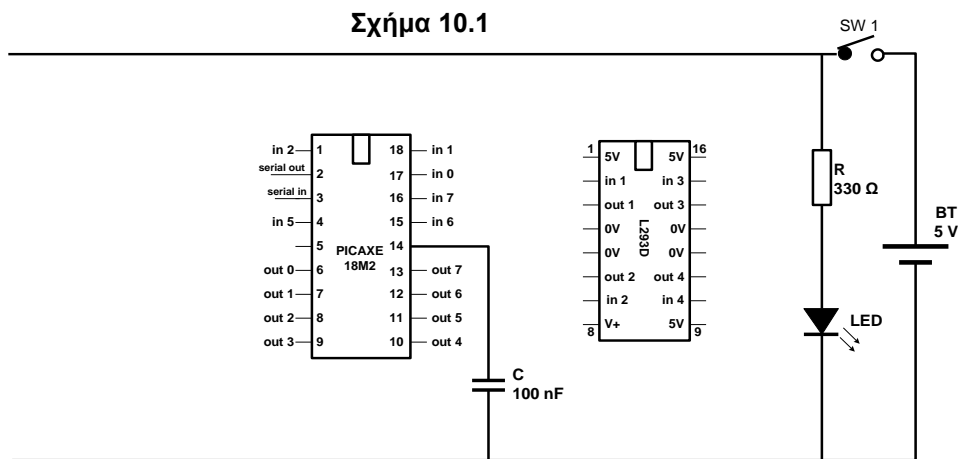 Σχήμα 10.1
SW 1
in 2 1 18 in 1
serial out 2 17 in 0
serial in 3 16 in 7
in 5 4 15 in 6
5 14
PICAXE
18M2
out 0 6 13 out 7
out 1 7 12 out 6
out 2 8 11 out 5
out 3 9 10 out 4
C
100 nF
1 5V 5V 16
in 1 in 3
out 1 out 3
0V 0V
0V 0V
out 2 out 4
in 2 in 4
8 V+ 5V 9
L293D
R
330 Ω
BT
5 V
LED